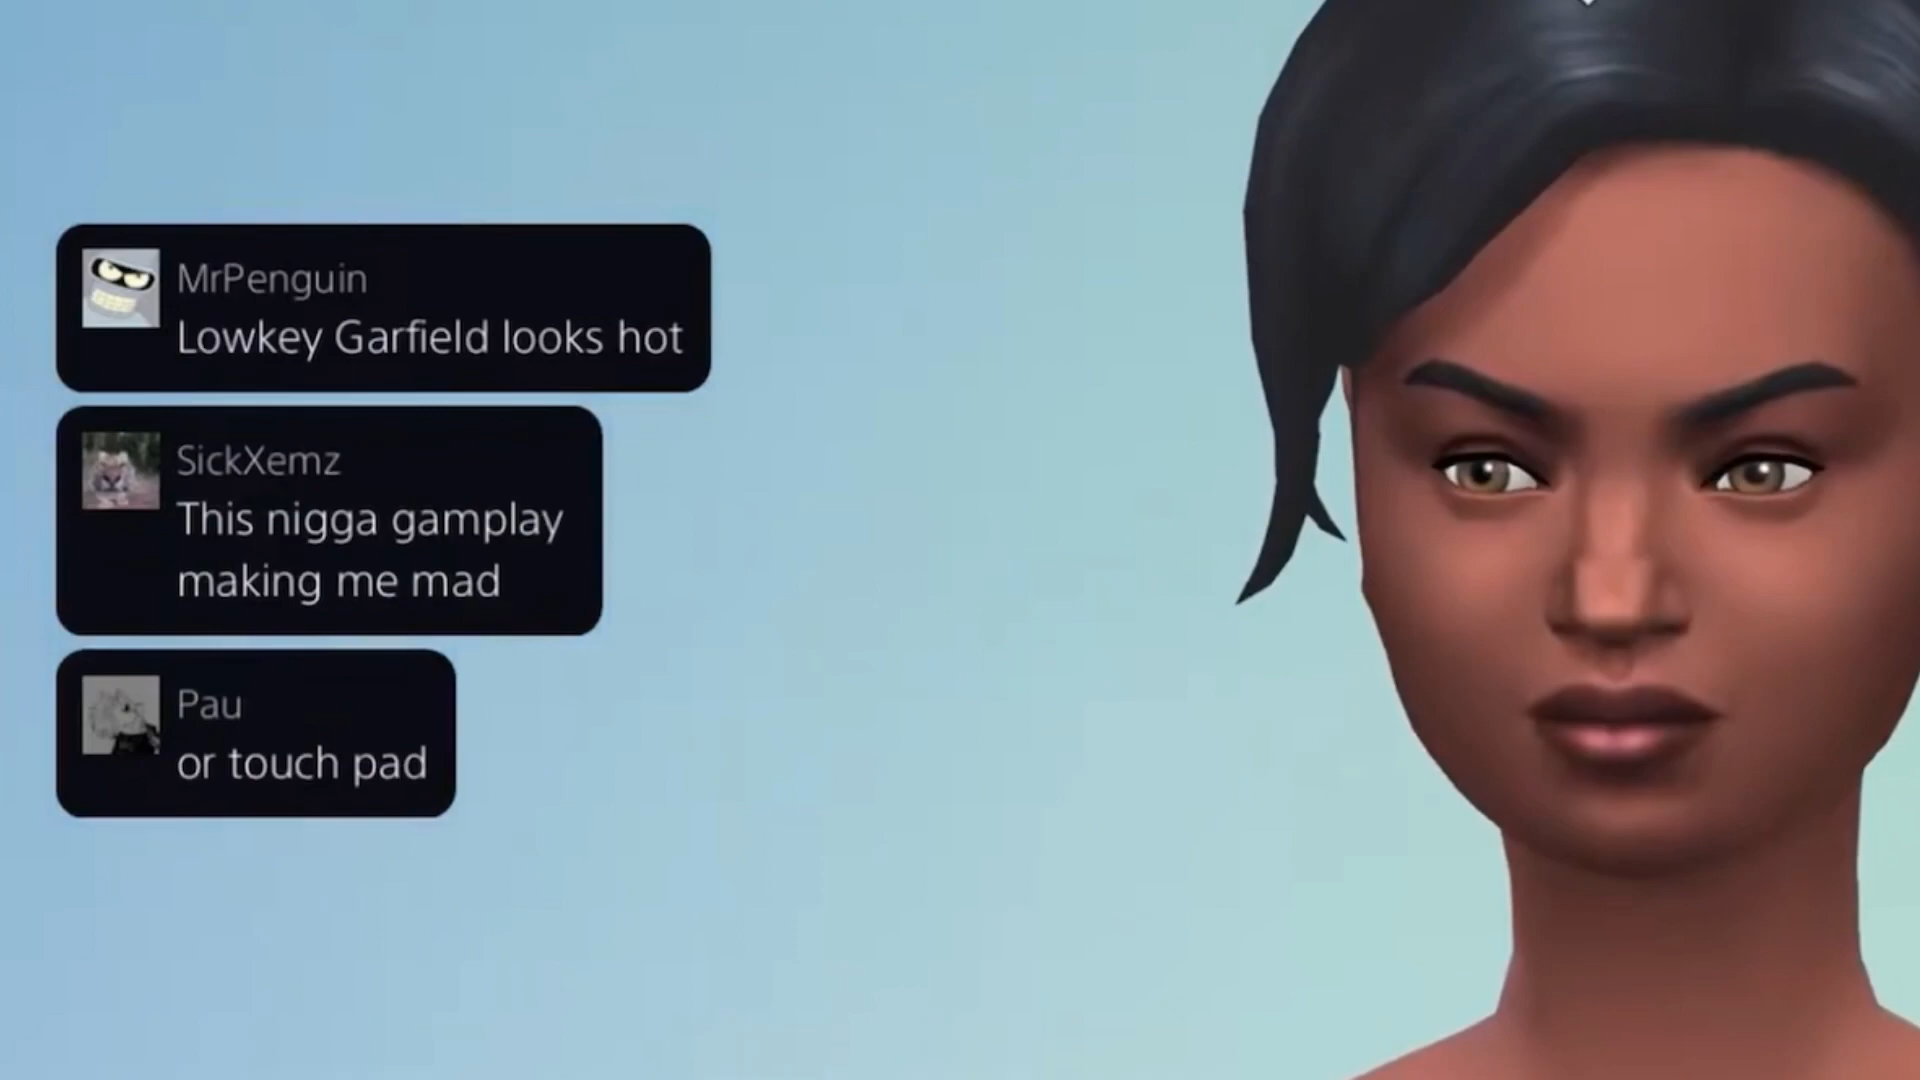 MrPenguin
Lowkey Garfield looks hot
SickXemz
This nigga gamplay
making me mad
Pau
or touch pad